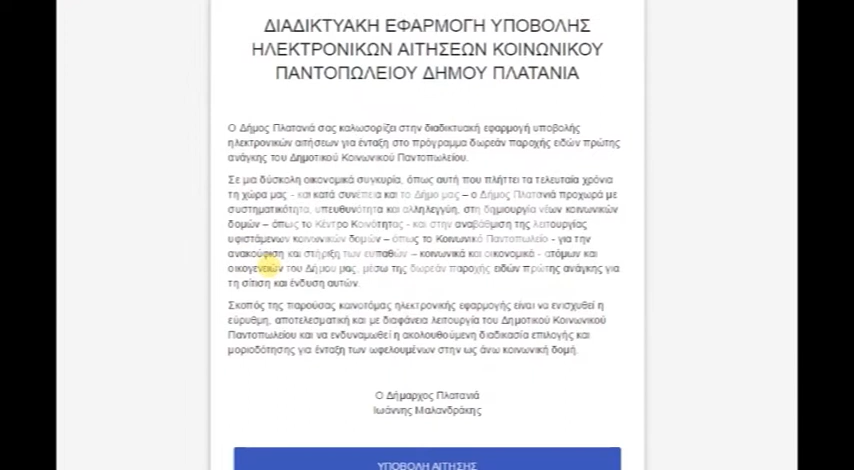 ΔΙΑΔΙΚΤΥΑΚΗ ΕΦΑΡΜΟΓΗ ΥΠΟΒΟΛΗΣ
ΗΛΕΚΤΡΟΝΙΚΩΝ ΑΙΤΗΣΕΩΝ ΚΟΙΝΩΝΙΚΟΥ
ΠΑΝΤΟΠΩΛΕΙΟΥ ΔΗΜΟΥ ΠΛΑΤΑΝΙΑ
Ο Δήμος Πλατανιά σας καλωσορίζει στην διαδικτυακή εφαρμογή υποβολής
ηλεκτρονικών αιτήσεων για ένταξη στο πρόγραμμα δωρεάν παροχής ειδών πρώτης
ανάγκης του Δημοτικού Κοινωνικού Παντοπωλείου.
Σε μια δύσκολη οικονομικά συγκυρία, όπως αυτή που πλήττει τα τελευταία χρόνια
τη χώρα μας - και κατά συνέπεια και το Δήμο μας – ο Δήμος Πλατανιά προχωρά με
συστηματικότητα, υπευθυνότητα και αλληλεγγύη, στη δημιουργία νέων κοινωνικών
δομών – όπως το Κέντρο Κοινότητας - και στην αναβάθμιση της λειτουργίας
υφιστάμενων κοινωνικών δομών – όπως το Κοινωνικό Παντοπωλείο - για την
ανακούφιση και στήριξη των ευπαθών – κοινωνικά και οικονομικά - ατόμων και
οικογενειών του Δήμου μας, μέσω της δωρεάν παροχής ειδών πρώτης ανάγκης για
τη σίτιση και ένδυση αυτών.
Σκοπός της παρούσας καινοτόμας ηλεκτρονικής εφαρμογής είναι να ενισχυθεί η
εύρυθμη, αποτελεσματική και με διαφάνεια λειτουργία του Δημοτικού Κοινωνικού
Παντοπωλείου και να ενδυναμωθεί η ακολουθούμενη διαδικασία επιλογής και
μοριοδότησης για ένταξη των ωφελουμένων στην ως άνω κοινωνική δομή.
Ο Δήμαρχος Πλατανιά
Ιωάννης Μαλανδράκης
ΥΠΟΒΟΛΗ ΑΙΤΗΣΗΣ